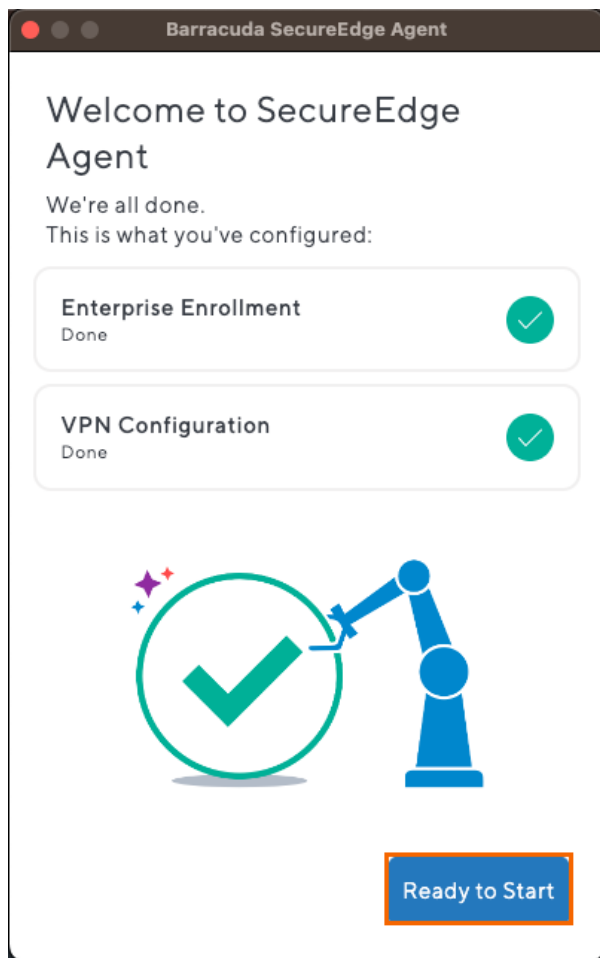 Barracuda SecureEdge Agent
Welcome to SecureEdge
Agent
We're all done.
This is what you've configured:
Enterprise Enrollment
Done
VPN Configuration
Done
Ready to Start